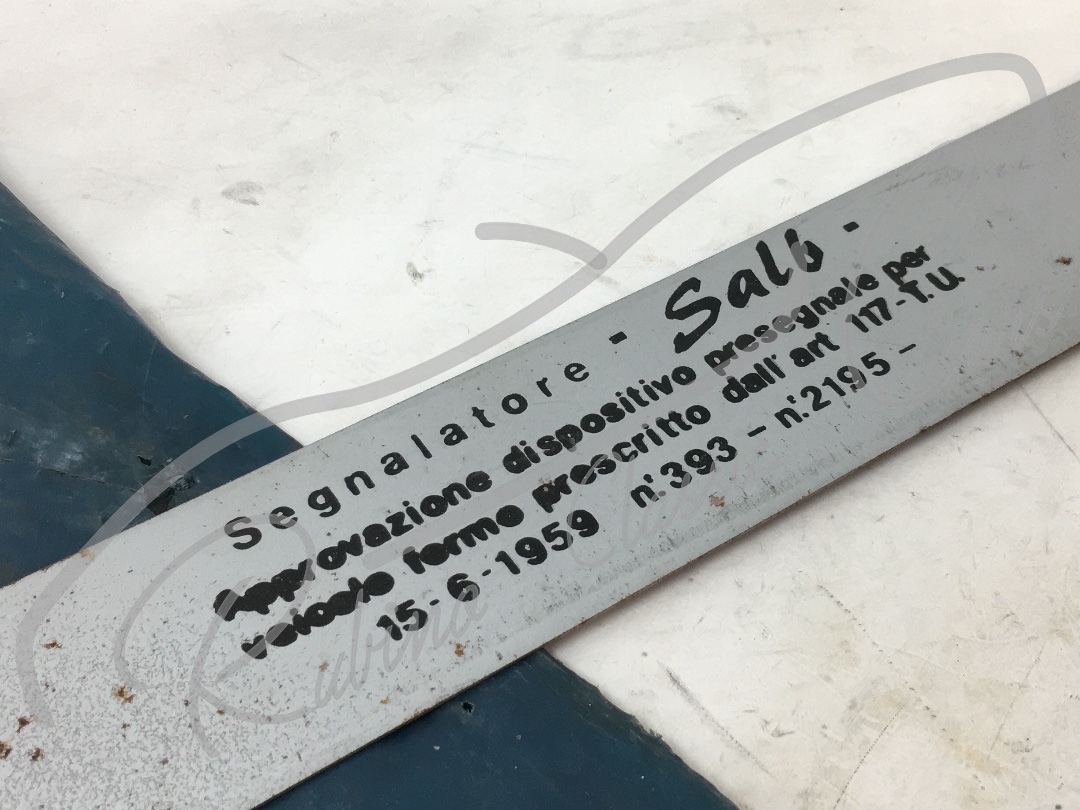 Segnalatore - Salb -
Approvazione dispositivo presegnale per
veicolo fermo prescritto dall'art 117-T.U.
15-6-1959 n°.393 - n°.2195 -